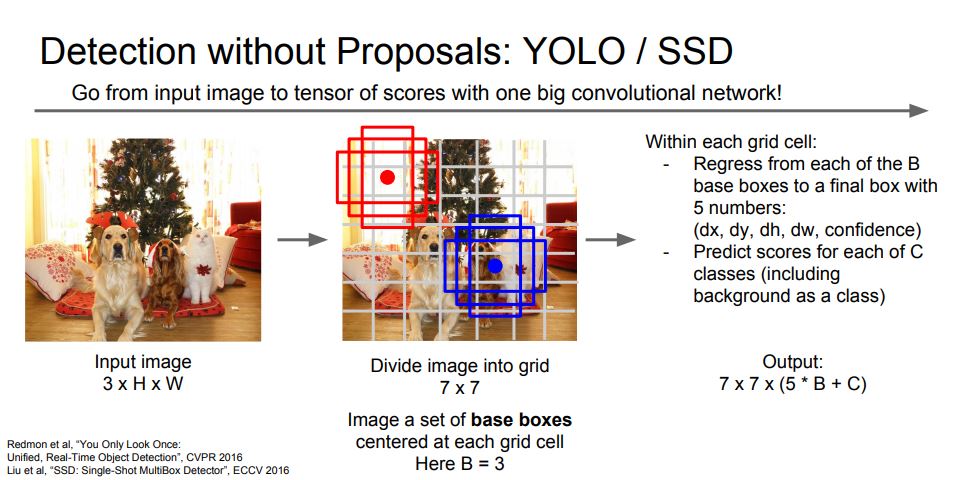 Detection without Proposals: YOLO / SSD
Go from input image to tensor of scores with one big convolutional network!
Input image
3 x H x W
Divide image into grid
7 x 7
Image a set of base boxes
centered at each grid cell
Here B = 3
Within each grid cell:
- Regress from each of the B
base boxes to a final box with
5 numbers:
(dx, dy, dh, dw, confidence)
- Predict scores for each of C
classes (including
background as a class)
Output:
7 x 7 x (5 * B + C)
Redmon et al, “You Only Look Once:
Unified, Real-Time Object Detection”, CVPR 2016
Liu et al, “SSD: Single-Shot MultiBox Detector”, ECCV 2016